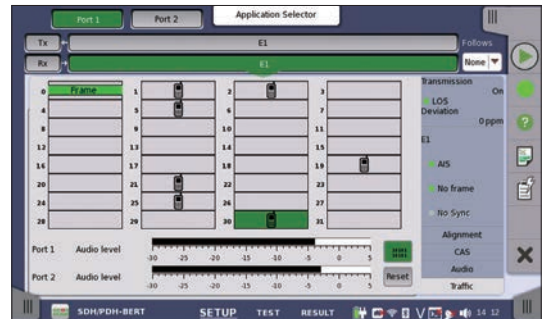 Port 1 Port 2 Application Selector
Tx E1 Follows
Rx E1 None
0 Frame 1 2 3
4 5 6 7
8 9 10 11
12 13 14 15
16 17 18 19
20 21 22 23
24 25 26 27
28 29 30 31
Transmission
On
LOS
Deviation
0 ppm
E1
AIS
No frame
No Sync
Alignment
CAS
Audio
Traffic
Port 1 Audio level -30 -25 -20 -15 -10 -5 0 5
Port 2 Audio level -30 -25 -20 -15 -10 -5 0 5 Reset
SDH/PDH-BERT SETUP TEST RESULT 14 12